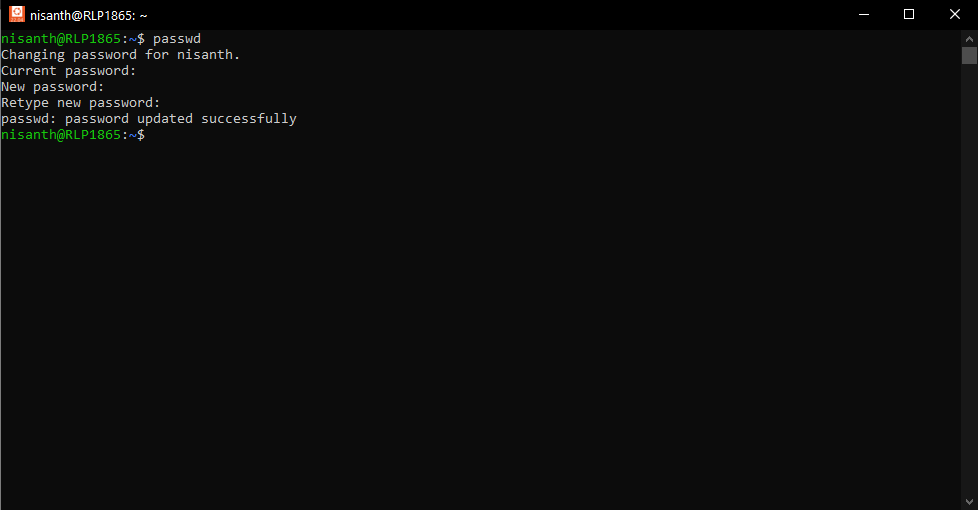 nisanth@RLP1865: ~
nisanth@RLP1865:~$ passwd
Changing password for nisanth.
Current password:
New password:
Retype new password:
passwd: password updated successfully
nisanth@RLP1865:~$